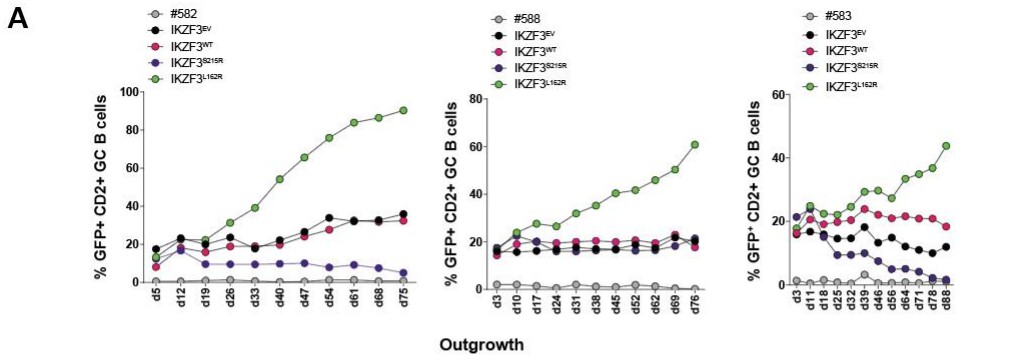 A
#582
IKZF3EV
IKZF3WT
IKZF3S215R
IKZF3L162R
% GFP+ CD2+ GC B cells
100
80
60
40
20
0
d5
d12
d19
d26
d33
d40
d47
d54
d61
d68
d75
#588
IKZF3EV
IKZF3WT
IKZF3S215R
IKZF3L162R
% GFP+ CD2+ GC B cells
80
60
40
20
0
d3
d10
d17
d24
d31
d38
d45
d52
d62
d69
d76
#583
IKZF3EV
IKZF3WT
IKZF3S215R
IKZF3L162R
% GFP+ CD2+ GC B cells
60
40
20
0
d3
d11
d18
d25
d32
d39
d46
d56
d64
d71
d78
d88
Outgrowth